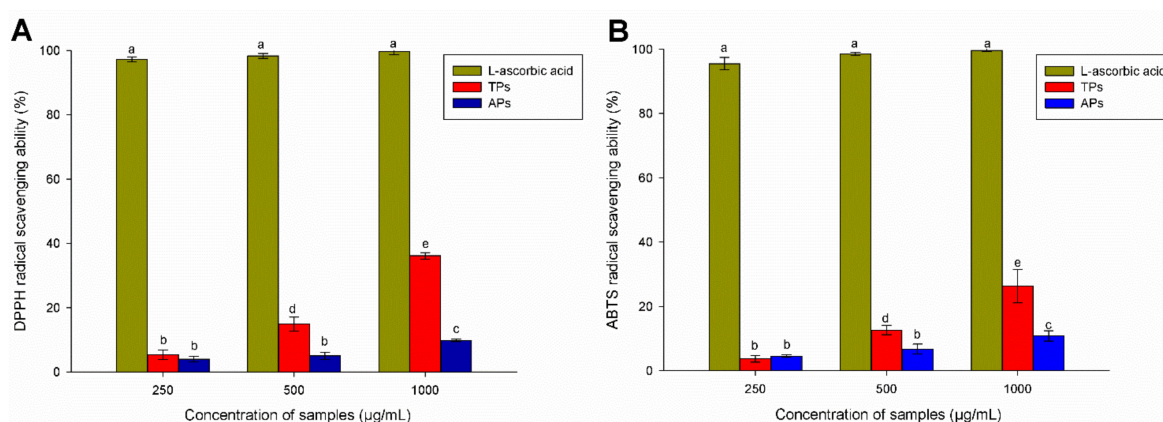 A
DPPH radical scavenging ability (%)
100
80
60
40
20
0
a
b
b
a
d
b
a
e
c
L-ascorbic acid
TPs
APs
250
500
1000
Concentration of samples (µg/mL)
B
ABTS radical scavenging ability (%)
100
80
60
40
20
0
a
b
b
a
d
b
a
e
c
L-ascorbic acid
TPs
APs
250
500
1000
Concentration of samples (µg/mL)